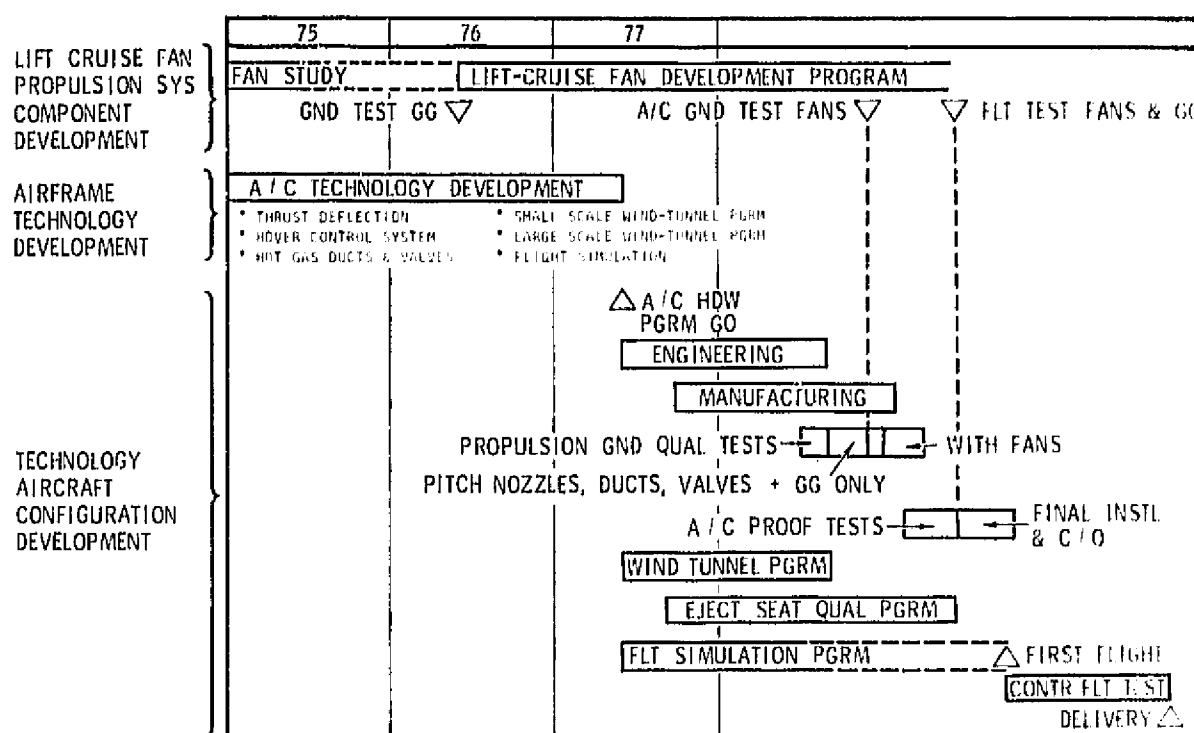 75 76 77
LIFT CRUISE FAN
PROPULSION SYS
COMPONENT
DEVELOPMENT
FAN STUDY
LIFT-CRUISE FAN DEVELOPMENT PROGRAM
GND TEST GG
A/C GND TEST FANS
FLT TEST FANS & GG
AIRFRAME
TECHNOLOGY
DEVELOPMENT
A/C TECHNOLOGY DEVELOPMENT
* THRUST DEFLECTION
* HOVER CONTROL SYSTEM
* HOT GAS DUCTS & VALVES
* SMALL SCALE WIND-TUNNEL PGRM
* LARGE SCALE WIND-TUNNEL PGRM
* FLIGHT SIMULATION
TECHNOLOGY
AIRCRAFT
CONFIGURATION
DEVELOPMENT
A/C HDW
PGRM GO
ENGINEERING
MANUFACTURING
PROPULSION GND QUAL TESTS
WITH FANS
PITCH NOZZLES, DUCTS, VALVES + GG ONLY
A/C PROOF TESTS
FINAL INSTL
& C/O
WIND TUNNEL PGRM
EJECT SEAT QUAL PGRM
FLT SIMULATION PGRM
FIRST FLIGHT
CONTR FLT TEST
DELIVERY